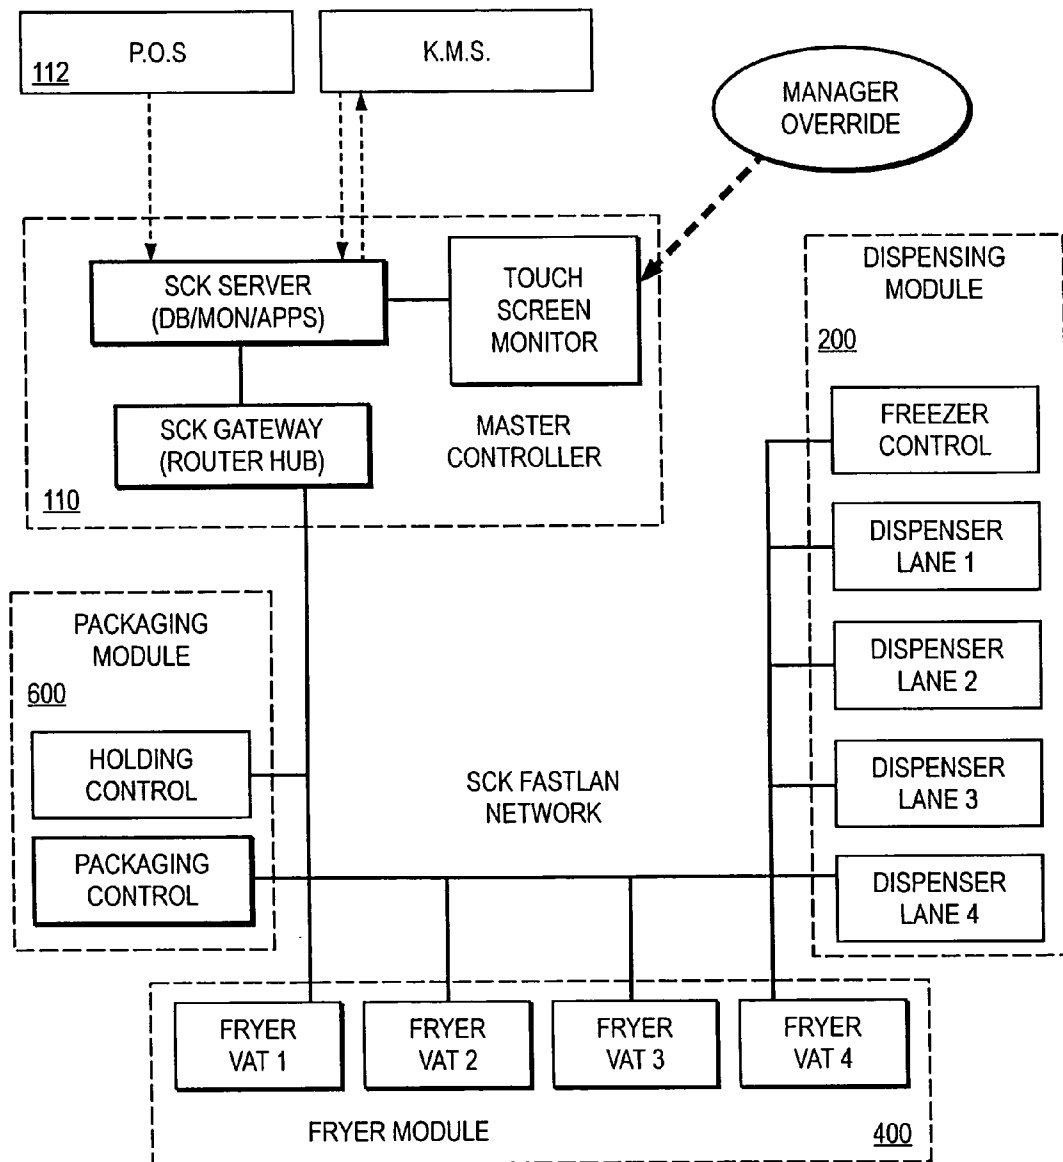 P.O.S
112
K.M.S.
MANAGER
OVERRIDE
SCK SERVER
(DB/MON/APPS)
TOUCH
SCREEN
MONITOR
SCK GATEWAY
(ROUTER HUB)
MASTER
CONTROLLER
110
DISPENSING
MODULE
200
FREEZER
CONTROL
DISPENSER
LANE 1
DISPENSER
LANE 2
DISPENSER
LANE 3
DISPENSER
LANE 4
PACKAGING
MODULE
600
HOLDING
CONTROL
PACKAGING
CONTROL
SCK FASTLAN
NETWORK
FRYER
VAT 1
FRYER
VAT 2
FRYER
VAT 3
FRYER
VAT 4
FRYER MODULE
400